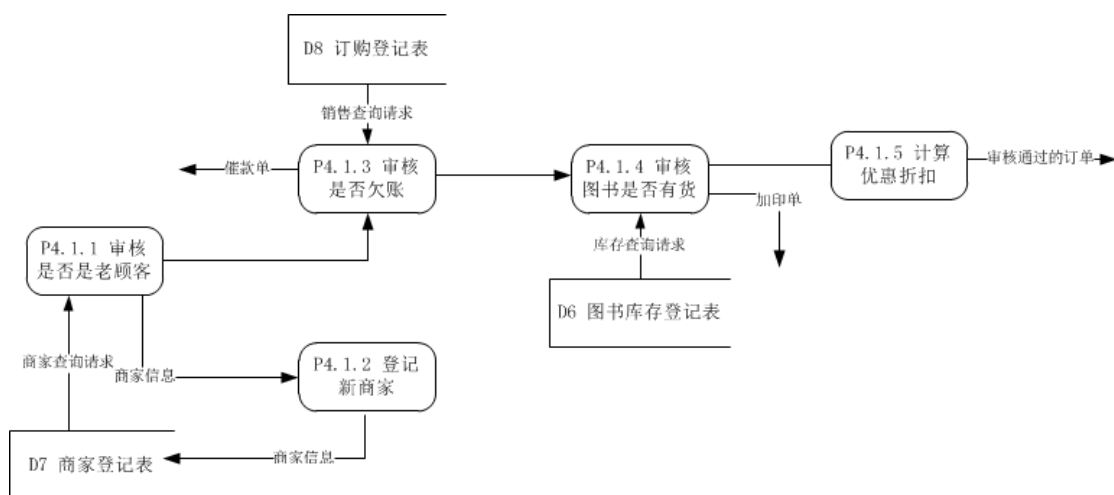 D8 订购登记表
销售查询请求
催款单
P4.1.3 审核
是否欠账
P4.1.4 审核
图书是否有货
P4.1.5 计算
优惠折扣
审核通过的订单
加印单
P4.1.1 审核
是否是老顾客
库存查询请求
D6 图书库存登记表
商家查询请求
商家信息
P4.1.2 登记
新商家
D7 商家登记表
商家信息